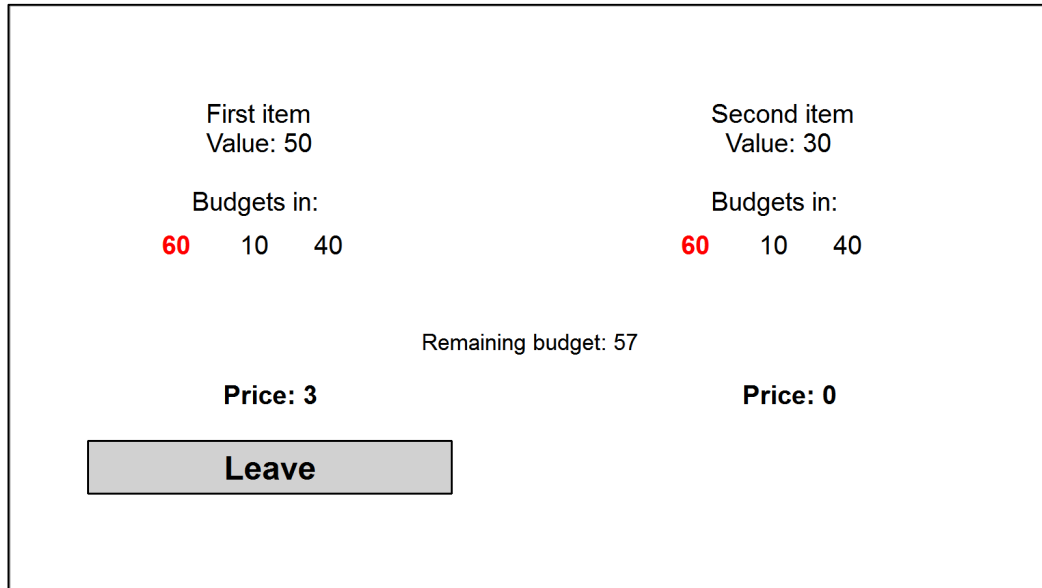 First item
Value: 50
Budgets in:
60 10 40
Second item
Value: 30
Budgets in:
60 10 40
Remaining budget: 57
Price: 3
Price: 0
Leave